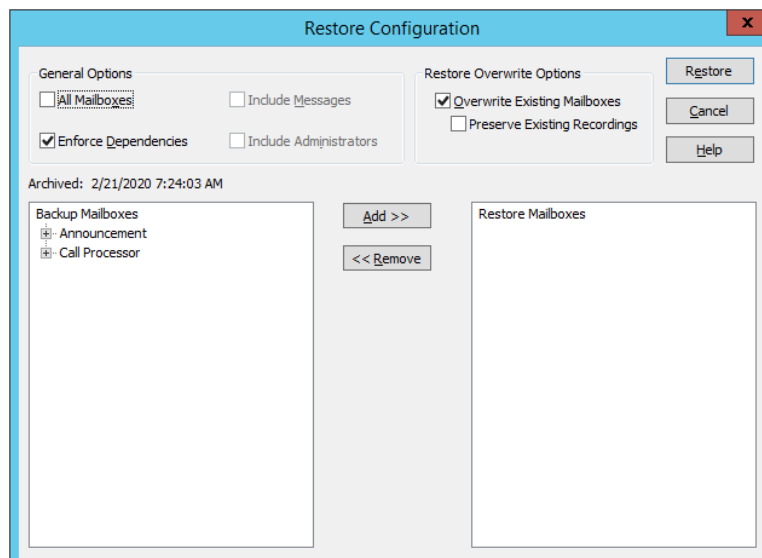 Restore Configuration
x
General Options
All Mailboxes
Include Messages
Enforce Dependencies
Include Administrators
Restore Overwrite Options
Overwrite Existing Mailboxes
Preserve Existing Recordings
Restore
Cancel
Help
Archived: 2/21/2020 7:24:03 AM
Backup Mailboxes
Announcement
Call Processor
Add >>
<< Remove
Restore Mailboxes